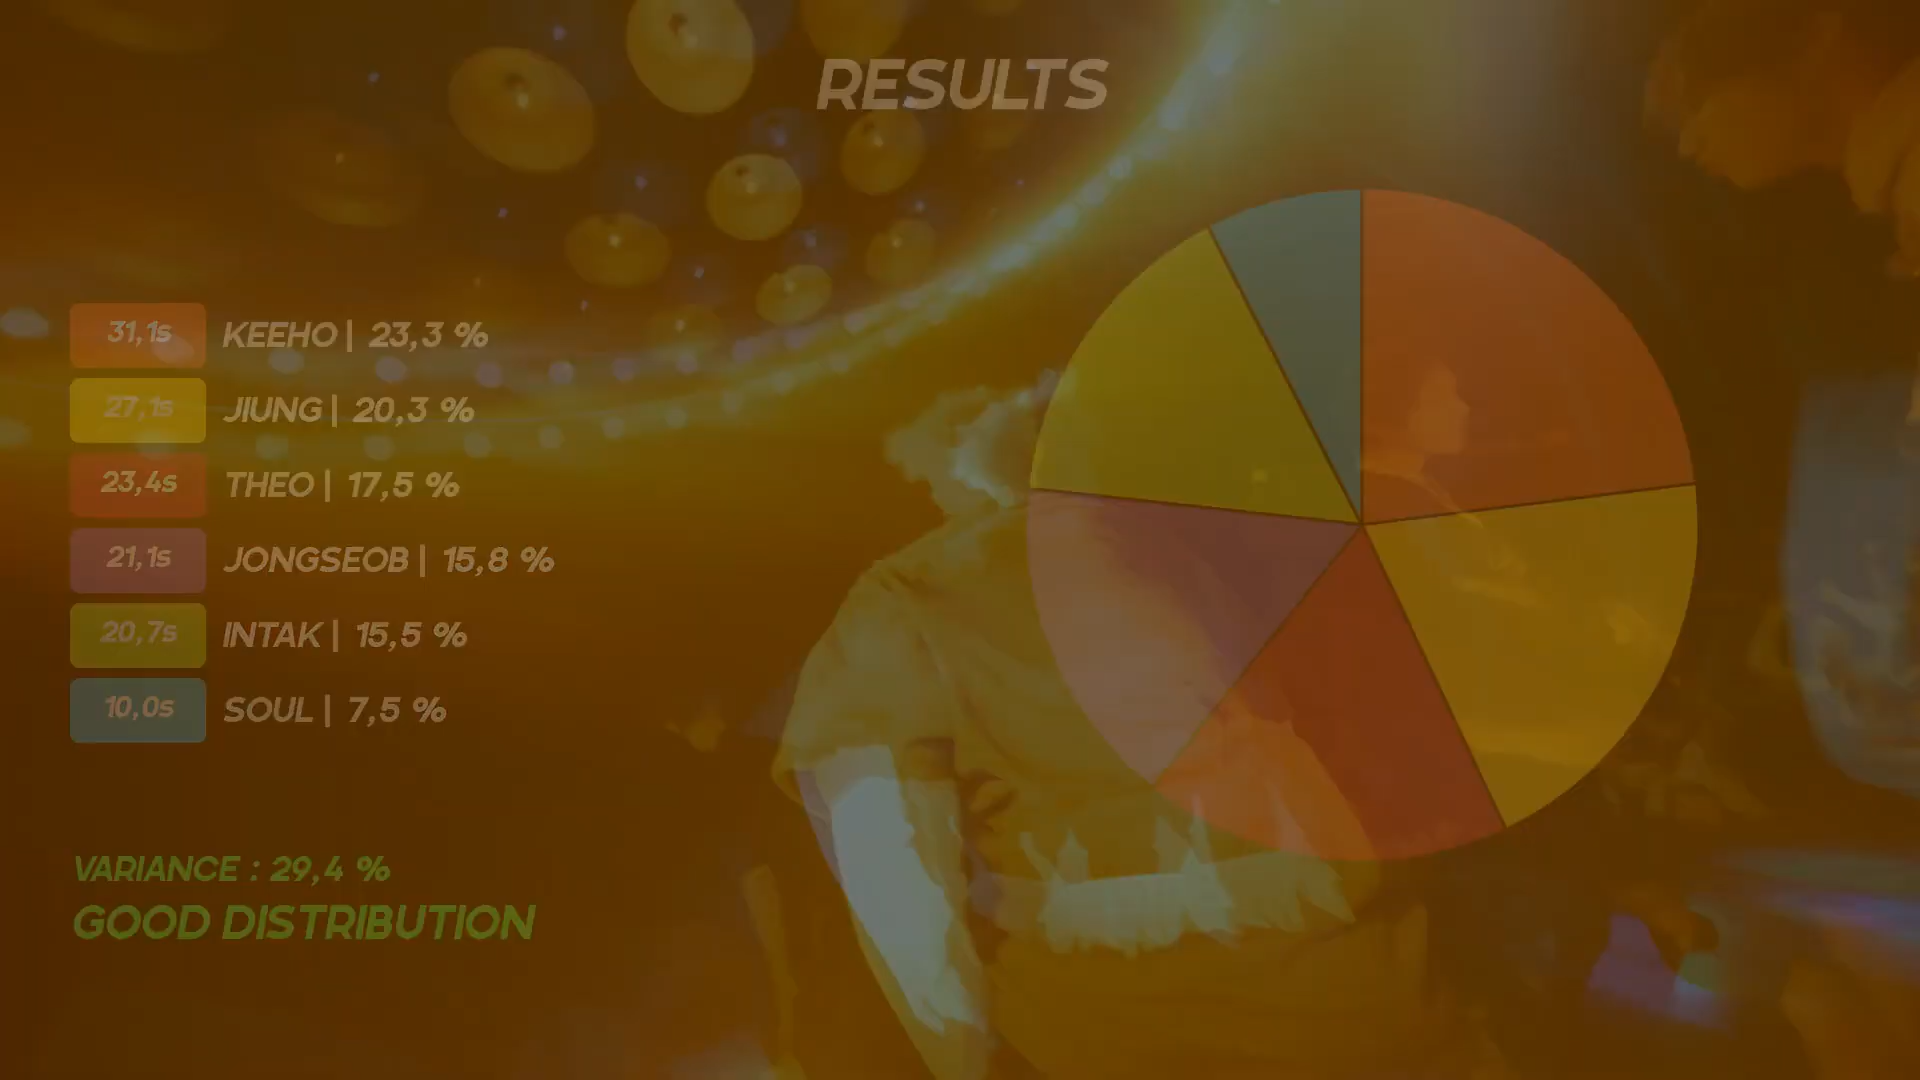 RESULTS
31,1s KEEHO | 23,3 %
27,1s JIUNG | 20,3 %
23,4s THEO | 17,5 %
21,1s JONGSEOB | 15,8 %
20,7s INTAK | 15,5 %
10,0s SOUL | 7,5 %
VARIANCE : 29,4 %
GOOD DISTRIBUTION